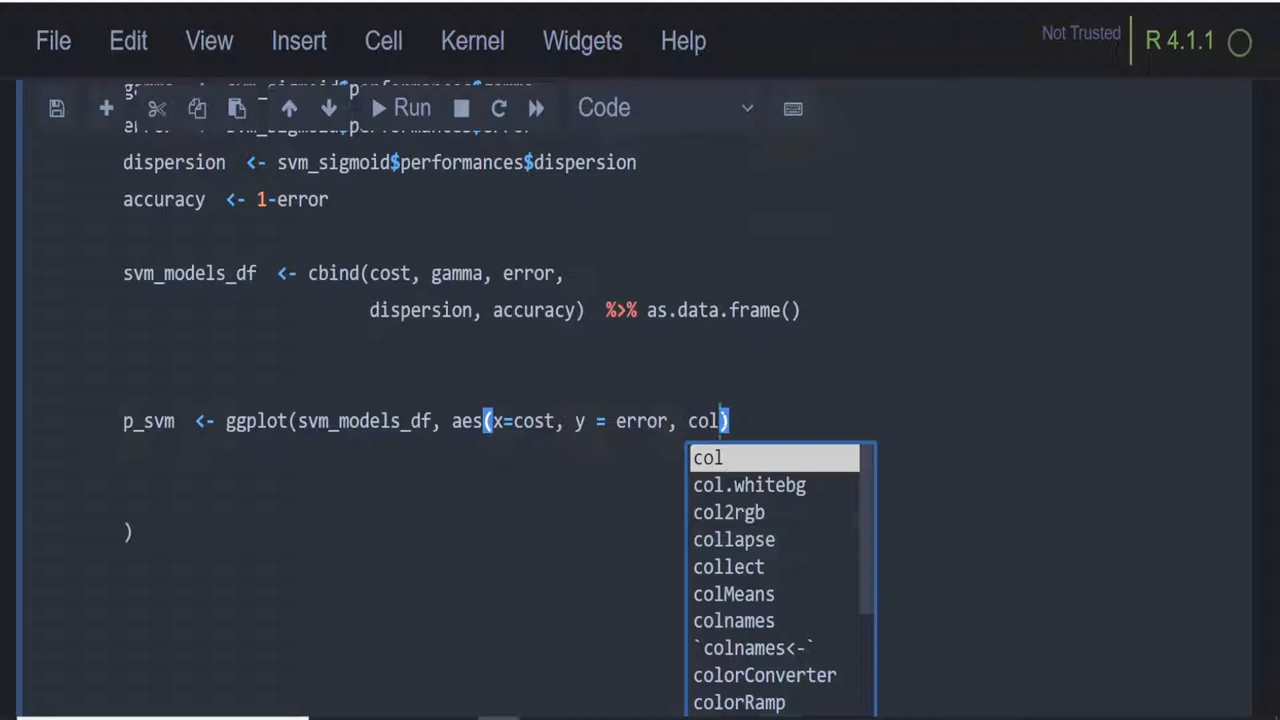 File Edit View Insert Cell Kernel Widgets Help Not Trusted R 4.1.1
Run Code
dispersion <- svm_sigmoid$performances$dispersion
accuracy <- 1-error
svm_models_df <- cbind(cost, gamma, error,
dispersion, accuracy) %>% as.data.frame()
p_svm <- ggplot(svm_models_df, aes(x=cost, y = error, col)
col
col.whitebg
col2rgb
collapse
collect
colMeans
colnames
`colnames<-`
colorConverter
colorRamp
)